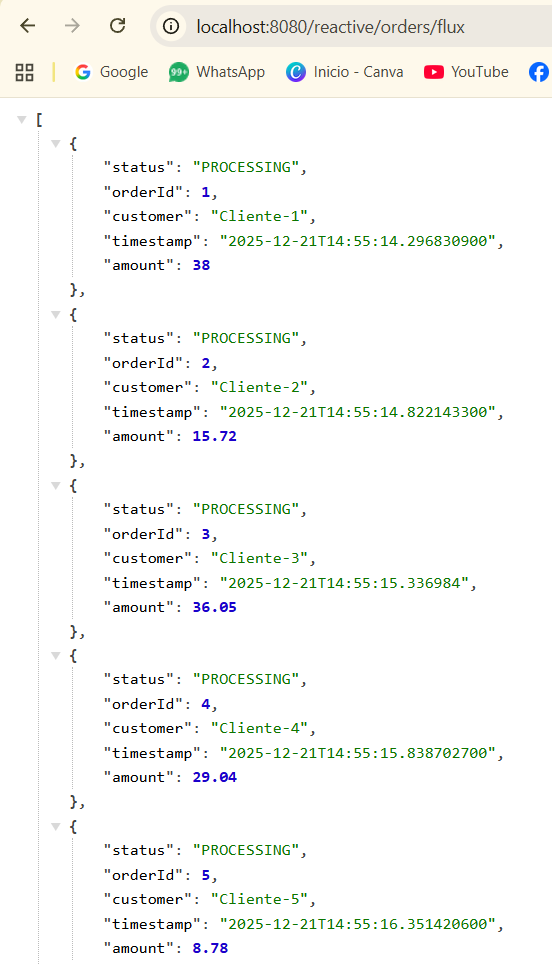 localhost:8080/reactive/orders/flux
Google WhatsApp Inicio - Canva YouTube
99+
[
{
"status": "PROCESSING",
"orderId": 1,
"customer": "Cliente-1",
"timestamp": "2025-12-21T14:55:14.296830900",
"amount": 38
},
{
"status": "PROCESSING",
"orderId": 2,
"customer": "Cliente-2",
"timestamp": "2025-12-21T14:55:14.822143300",
"amount": 15.72
},
{
"status": "PROCESSING",
"orderId": 3,
"customer": "Cliente-3",
"timestamp": "2025-12-21T14:55:15.336984",
"amount": 36.05
},
{
"status": "PROCESSING",
"orderId": 4,
"customer": "Cliente-4",
"timestamp": "2025-12-21T14:55:15.838702700",
"amount": 29.04
},
{
"status": "PROCESSING",
"orderId": 5,
"customer": "Cliente-5",
"timestamp": "2025-12-21T14:55:16.351420600",
"amount": 8.78